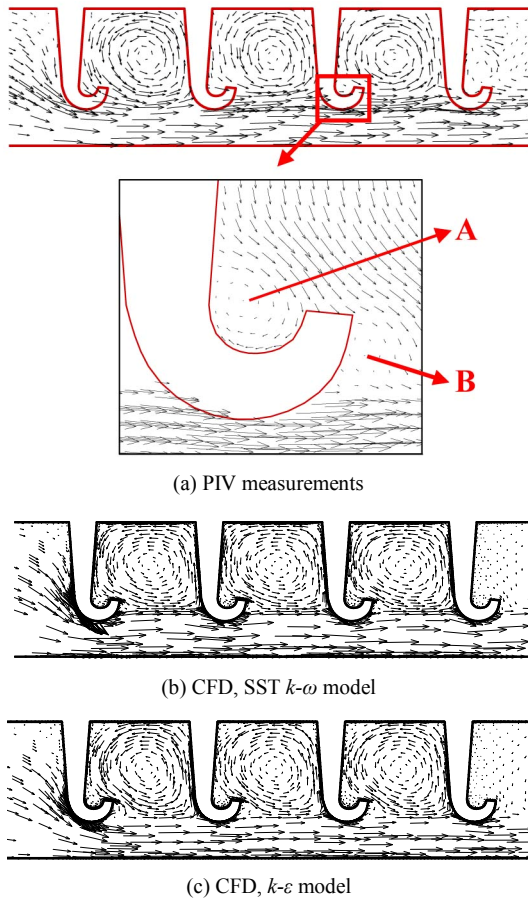 A
B
(a) PIV measurements
(b) CFD, SST k-ω model
(c) CFD, k-ε model